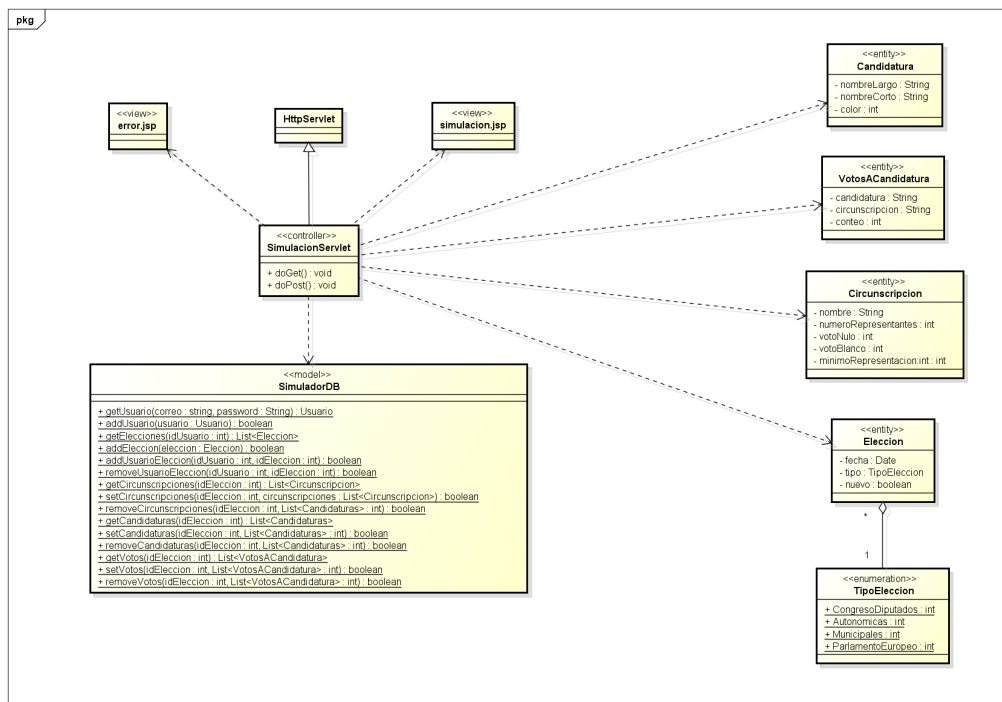 pkg
<<view>>
error.jsp
HttpServlet
<<view>>
simulacion.jsp
<<entity>>
Candidatura
- nombreLargo : String
- nombreCorto : String
- color : int
<<entity>>
VotosACandidatura
- candidatura : String
- circunscripcion : String
- conteo : int
<<controller>>
SimulacionServlet
+ doGet() : void
+ doPost() : void
<<entity>>
Circunscripcion
- nombre : String
- numeroRepresentantes : int
- votoNulo : int
- votoBlanco : int
- minimoRepresentacion:int : int
<<model>>
SimuladorDB
+ getUsuario(correo : string, password : String) : Usuario
+ addUsuario(usuario : Usuario) : boolean
+ getElecciones(idUsuario : int) : List<Eleccion>
+ addEleccion(eleccion : Eleccion) : boolean
+ addUsuarioEleccion(idUsuario : int, idEleccion : int) : boolean
+ removeUsuarioEleccion(idUsuario : int, idEleccion : int) : boolean
+ getCircunscripciones(idEleccion : int) : List<Circunscripcion>
+ setCircunscripciones(idEleccion : int, circunscripciones : List<Circunscripcion>) : boolean
+ removeCircunscripciones(idEleccion : int, List<Candidaturas> : int) : boolean
+ getCandidaturas(idEleccion : int) : List<Candidaturas>
+ setCandidaturas(idEleccion : int, List<Candidaturas> : int) : boolean
+ removeCandidaturas(idEleccion : int, List<Candidaturas> : int) : boolean
+ getVotos(idEleccion : int) : List<VotosACandidatura>
+ setVotos(idEleccion : int, List<VotosACandidatura> : int) : boolean
+ removeVotos(idEleccion : int, List<VotosACandidatura> : int) : boolean
<<entity>>
Eleccion
- fecha : Date
- tipo : TipoEleccion
- nuevo : boolean
*
1
<<enumeration>>
TipoEleccion
+ CongresoDiputados : int
+ Autonomicas : int
+ Municipales : int
+ ParlamentoEuropeo : int